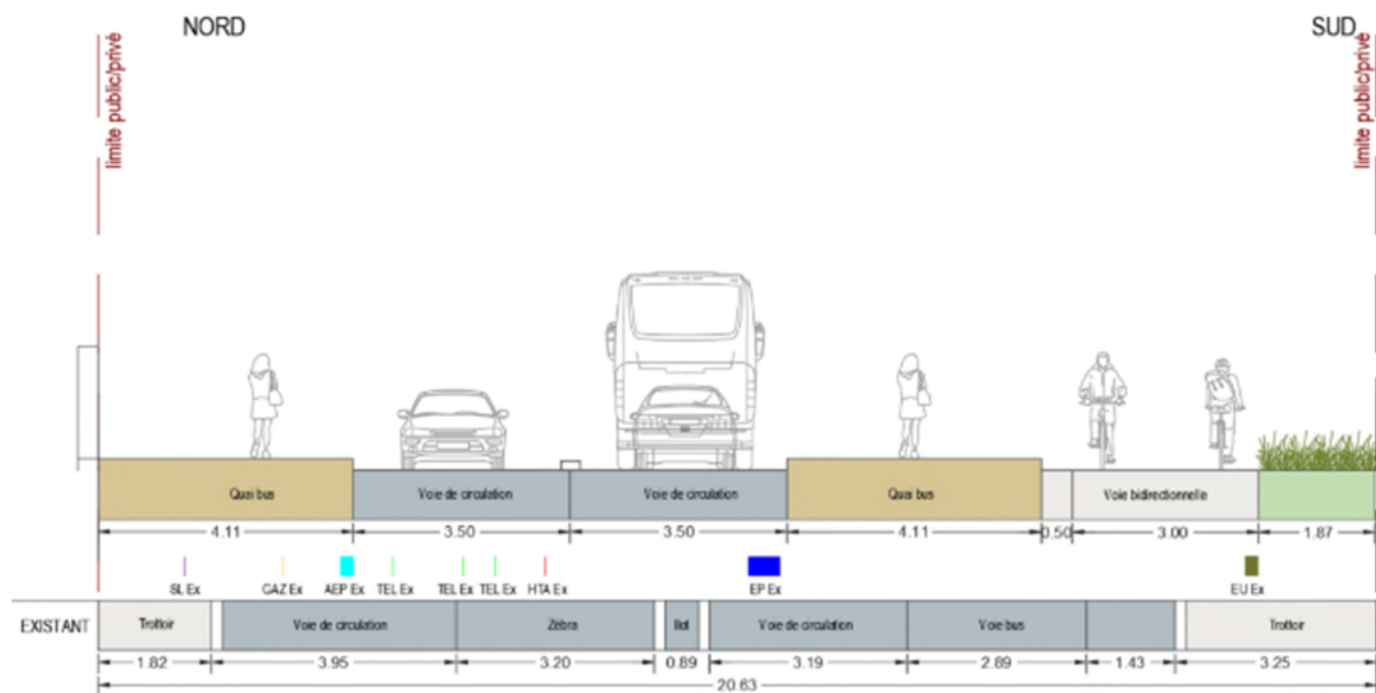 NORD
SUD
limite public/privé
limite public/privé
Quai bus
Voie de circulation
Voie de circulation
Quai bus
Voie bidirectionnelle
4.11
3.50
3.50
4.11
0.50
3.00
1.87
SL Ex
GAZ Ex
AEP Ex
TEL Ex
TEL Ex
TEL Ex
HTA Ex
EP Ex
EU Ex
EXISTANT
Trottoir
Voie de circulation
Zébra
Ilot
Voie de circulation
Voie bus
Trottoir
1.82
3.95
3.20
0.89
3.19
2.89
1.43
3.25
20.63